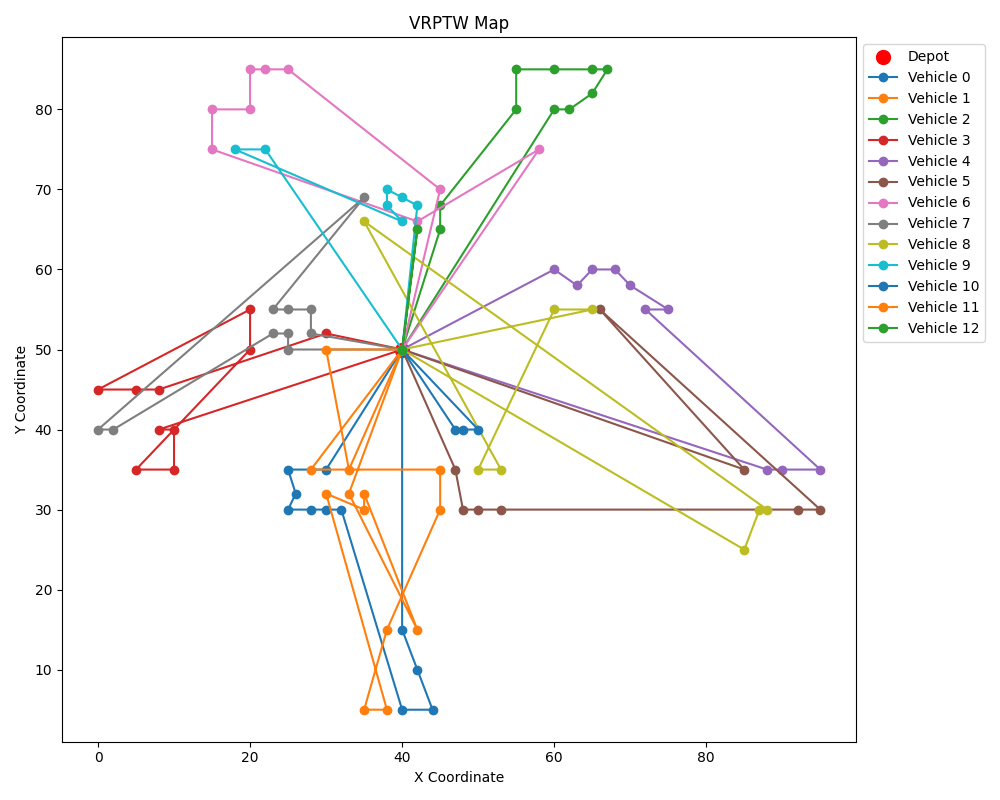 VRPTW Map
Y Coordinate
80
70
60
50
40
30
20
10
0
20
40
60
80
X Coordinate
Depot
Vehicle 0
Vehicle 1
Vehicle 2
Vehicle 3
Vehicle 4
Vehicle 5
Vehicle 6
Vehicle 7
Vehicle 8
Vehicle 9
Vehicle 10
Vehicle 11
Vehicle 12